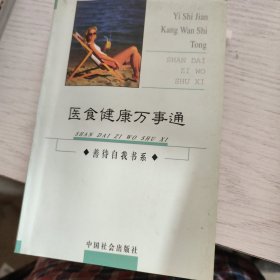 Yi Shi Jian
Kang Wan Shi
Tong
SHAN DAI
ZI WO
SHU XI
医食健康万事通
SHAN DAI ZI WO SHU XI
◆善待自我书系◆
中国社会出版社